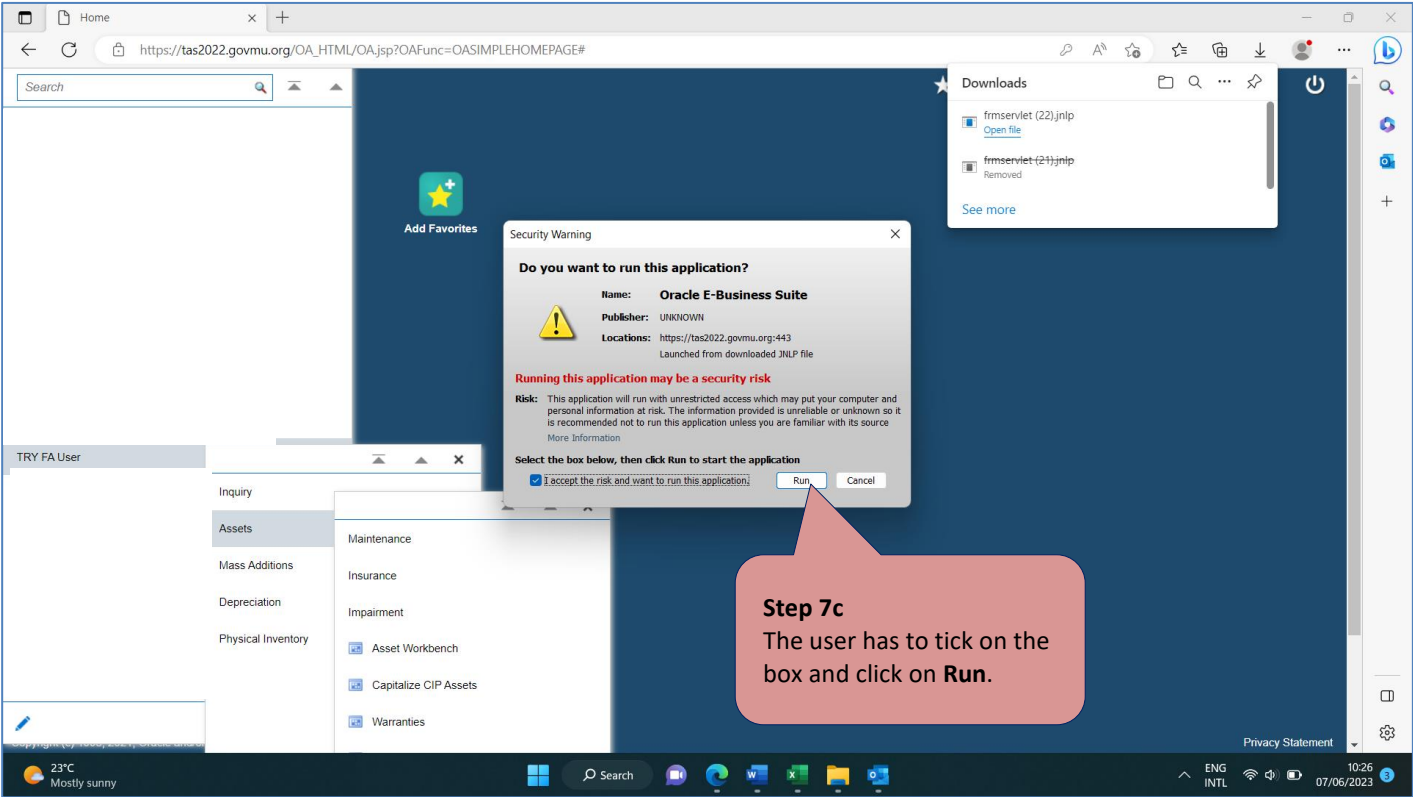 Home
https://tas2022.govmu.org/OA_HTML/OA.jsp?OAFunc=OASIMPLEHOMEPAGE#
Search
Downloads
frmservlet (22).jnlp
Open file
frmservlet (21).jnlp
Removed
See more
Add Favorites
Security Warning
Do you want to run this application?
Name: Oracle E-Business Suite
Publisher: UNKNOWN
Locations: https://tas2022.govmu.org:443
Launched from downloaded JNLP file
Running this application may be a security risk
Risk: This application will run with unrestricted access which may put your computer and
personal information at risk. The information provided is unreliable or unknown so it
is recommended not to run this application unless you are familiar with its source
More Information
Select the box below, then click Run to start the application
I accept the risk and want to run this application.
Run
Cancel
TRY FA User
Inquiry
Assets
Mass Additions
Depreciation
Physical Inventory
Maintenance
Insurance
Impairment
Asset Workbench
Capitalize CIP Assets
Warranties
Step 7c
The user has to tick on the
box and click on Run.
Privacy Statement
23°C
Mostly sunny
Search
ENG
INTL
10:26
07/06/2023
3